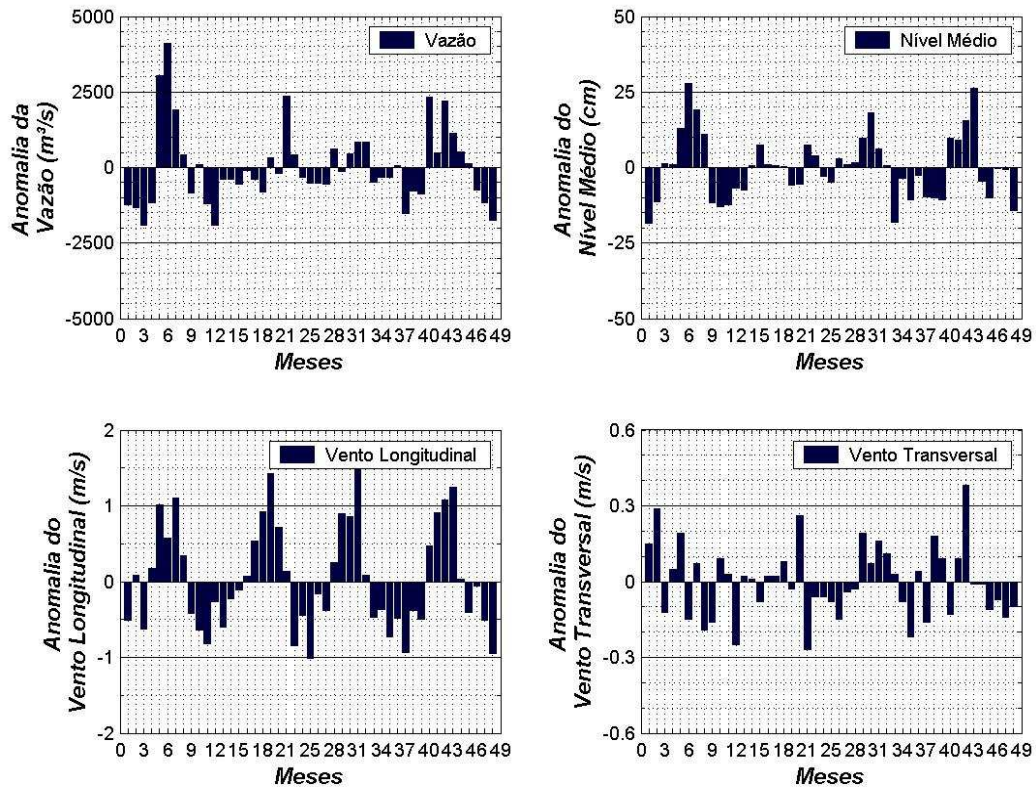 5000
2500
0
-2500
-5000
Anomalia da
Vazão (m³/s)
Vazão
0 3 6 9 12 15 18 21 25 28 31 34 37 40 43 46 49
Meses
50
25
0
-25
-50
Anomalia do
Nível Médio (cm)
Nível Médio
0 3 6 9 12 15 18 21 25 28 31 34 37 40 43 46 49
Meses
2
1
0
-1
-2
Anomalia do
Vento Longitudinal (m/s)
Vento Longitudinal
0 3 6 9 12 15 18 21 25 28 31 34 37 40 43 46 49
Meses
0.6
0.3
0
-0.3
-0.6
Anomalia do
Vento Transversal (m/s)
Vento Transversal
0 3 6 9 12 15 18 21 25 28 31 34 37 40 43 46 49
Meses